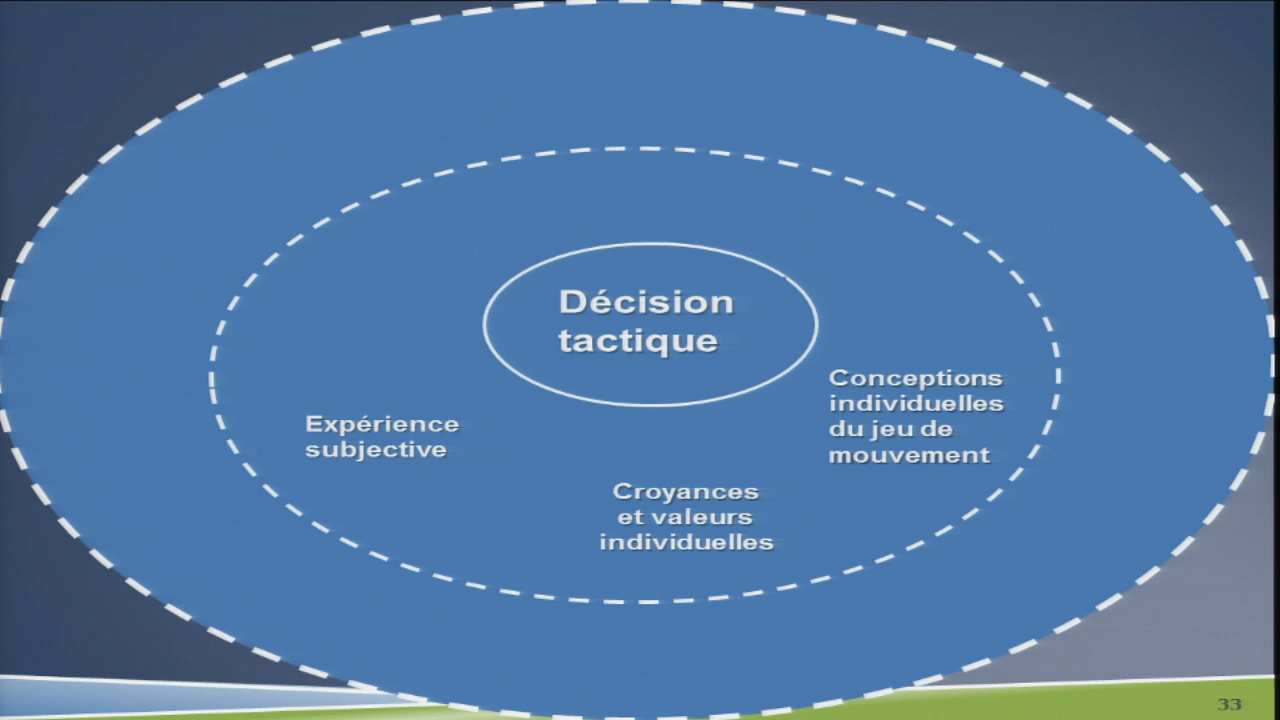 Décision
tactique
Expérience
subjective
Conceptions
individuelles
du jeu de
mouvement
Croyances
et valeurs
individuelles
33